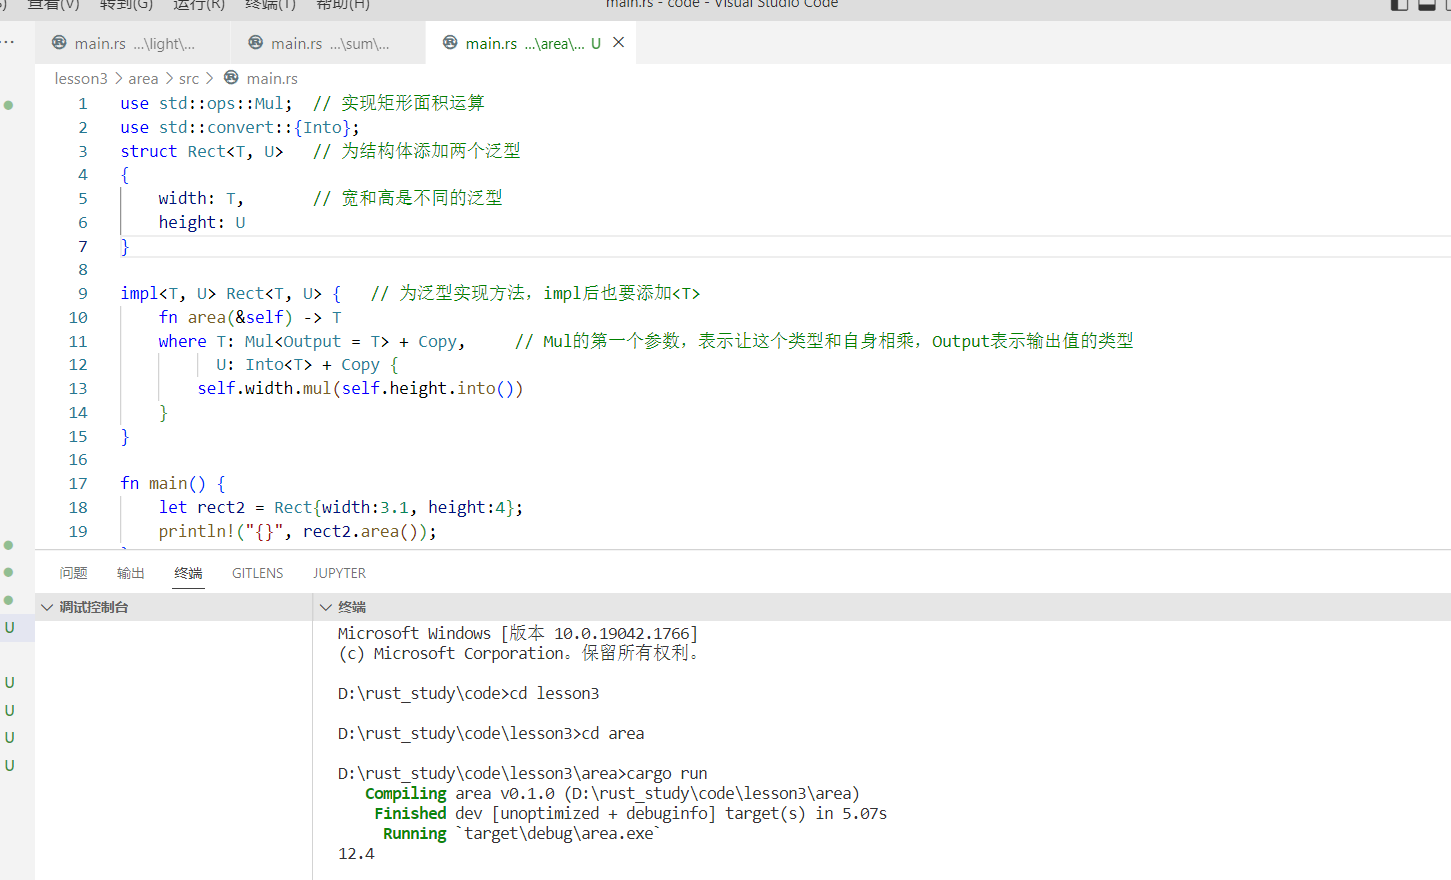 查看(V) 转到(G) 运行(R) 终端(T) 帮助(H) main.rs - code - Visual Studio Code
main.rs ...\light\... main.rs ...\sum\... main.rs ...\area\... U
lesson3 > area > src > main.rs
1 use std::ops::Mul;  // 实现矩形面积运算
2 use std::convert::{Into};
3 struct Rect<T, U>   // 为结构体添加两个泛型
4 {
5     width: T,       // 宽和高是不同的泛型
6     height: U
7 }
8
9 impl<T, U> Rect<T, U> {   // 为泛型实现方法，impl后也要添加<T>
10     fn area(&self) -> T
11     where T: Mul<Output = T> + Copy,     // Mul的第一个参数，表示让这个类型和自身相乘，Output表示输出值的类型
12           U: Into<T> + Copy {
13         self.width.mul(self.height.into())
14     }
15 }
16
17 fn main() {
18     let rect2 = Rect{width:3.1, height:4};
19     println!("{}", rect2.area());
问题 输出 终端 GITLENS JUPYTER
调试控制台 终端
U
U
U
U
U
Microsoft Windows [版本 10.0.19042.1766]
(c) Microsoft Corporation。保留所有权利。
D:\rust_study\code>cd lesson3
D:\rust_study\code\lesson3>cd area
D:\rust_study\code\lesson3\area>cargo run
Compiling area v0.1.0 (D:\rust_study\code\lesson3\area)
Finished dev [unoptimized + debuginfo] target(s) in 5.07s
Running `target\debug\area.exe`
12.4